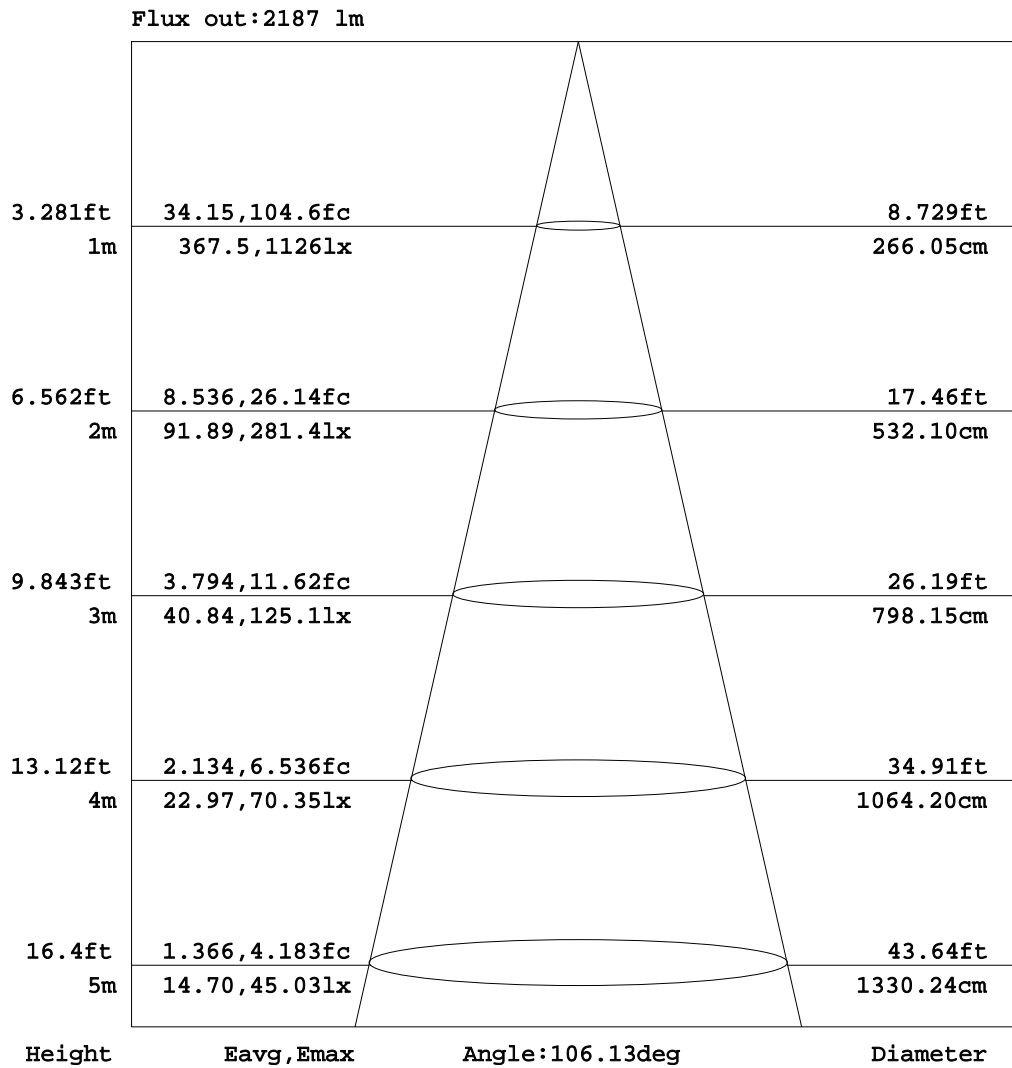 Flux out:2187 lm
3.281ft 34.15,104.6fc 8.729ft
1m 367.5,1126lx 266.05cm
6.562ft 8.536,26.14fc 17.46ft
2m 91.89,281.4lx 532.10cm
9.843ft 3.794,11.62fc 26.19ft
3m 40.84,125.1lx 798.15cm
13.12ft 2.134,6.536fc 34.91ft
4m 22.97,70.35lx 1064.20cm
16.4ft 1.366,4.183fc 43.64ft
5m 14.70,45.03lx 1330.24cm
Height Eavg,Emax Angle:106.13deg Diameter